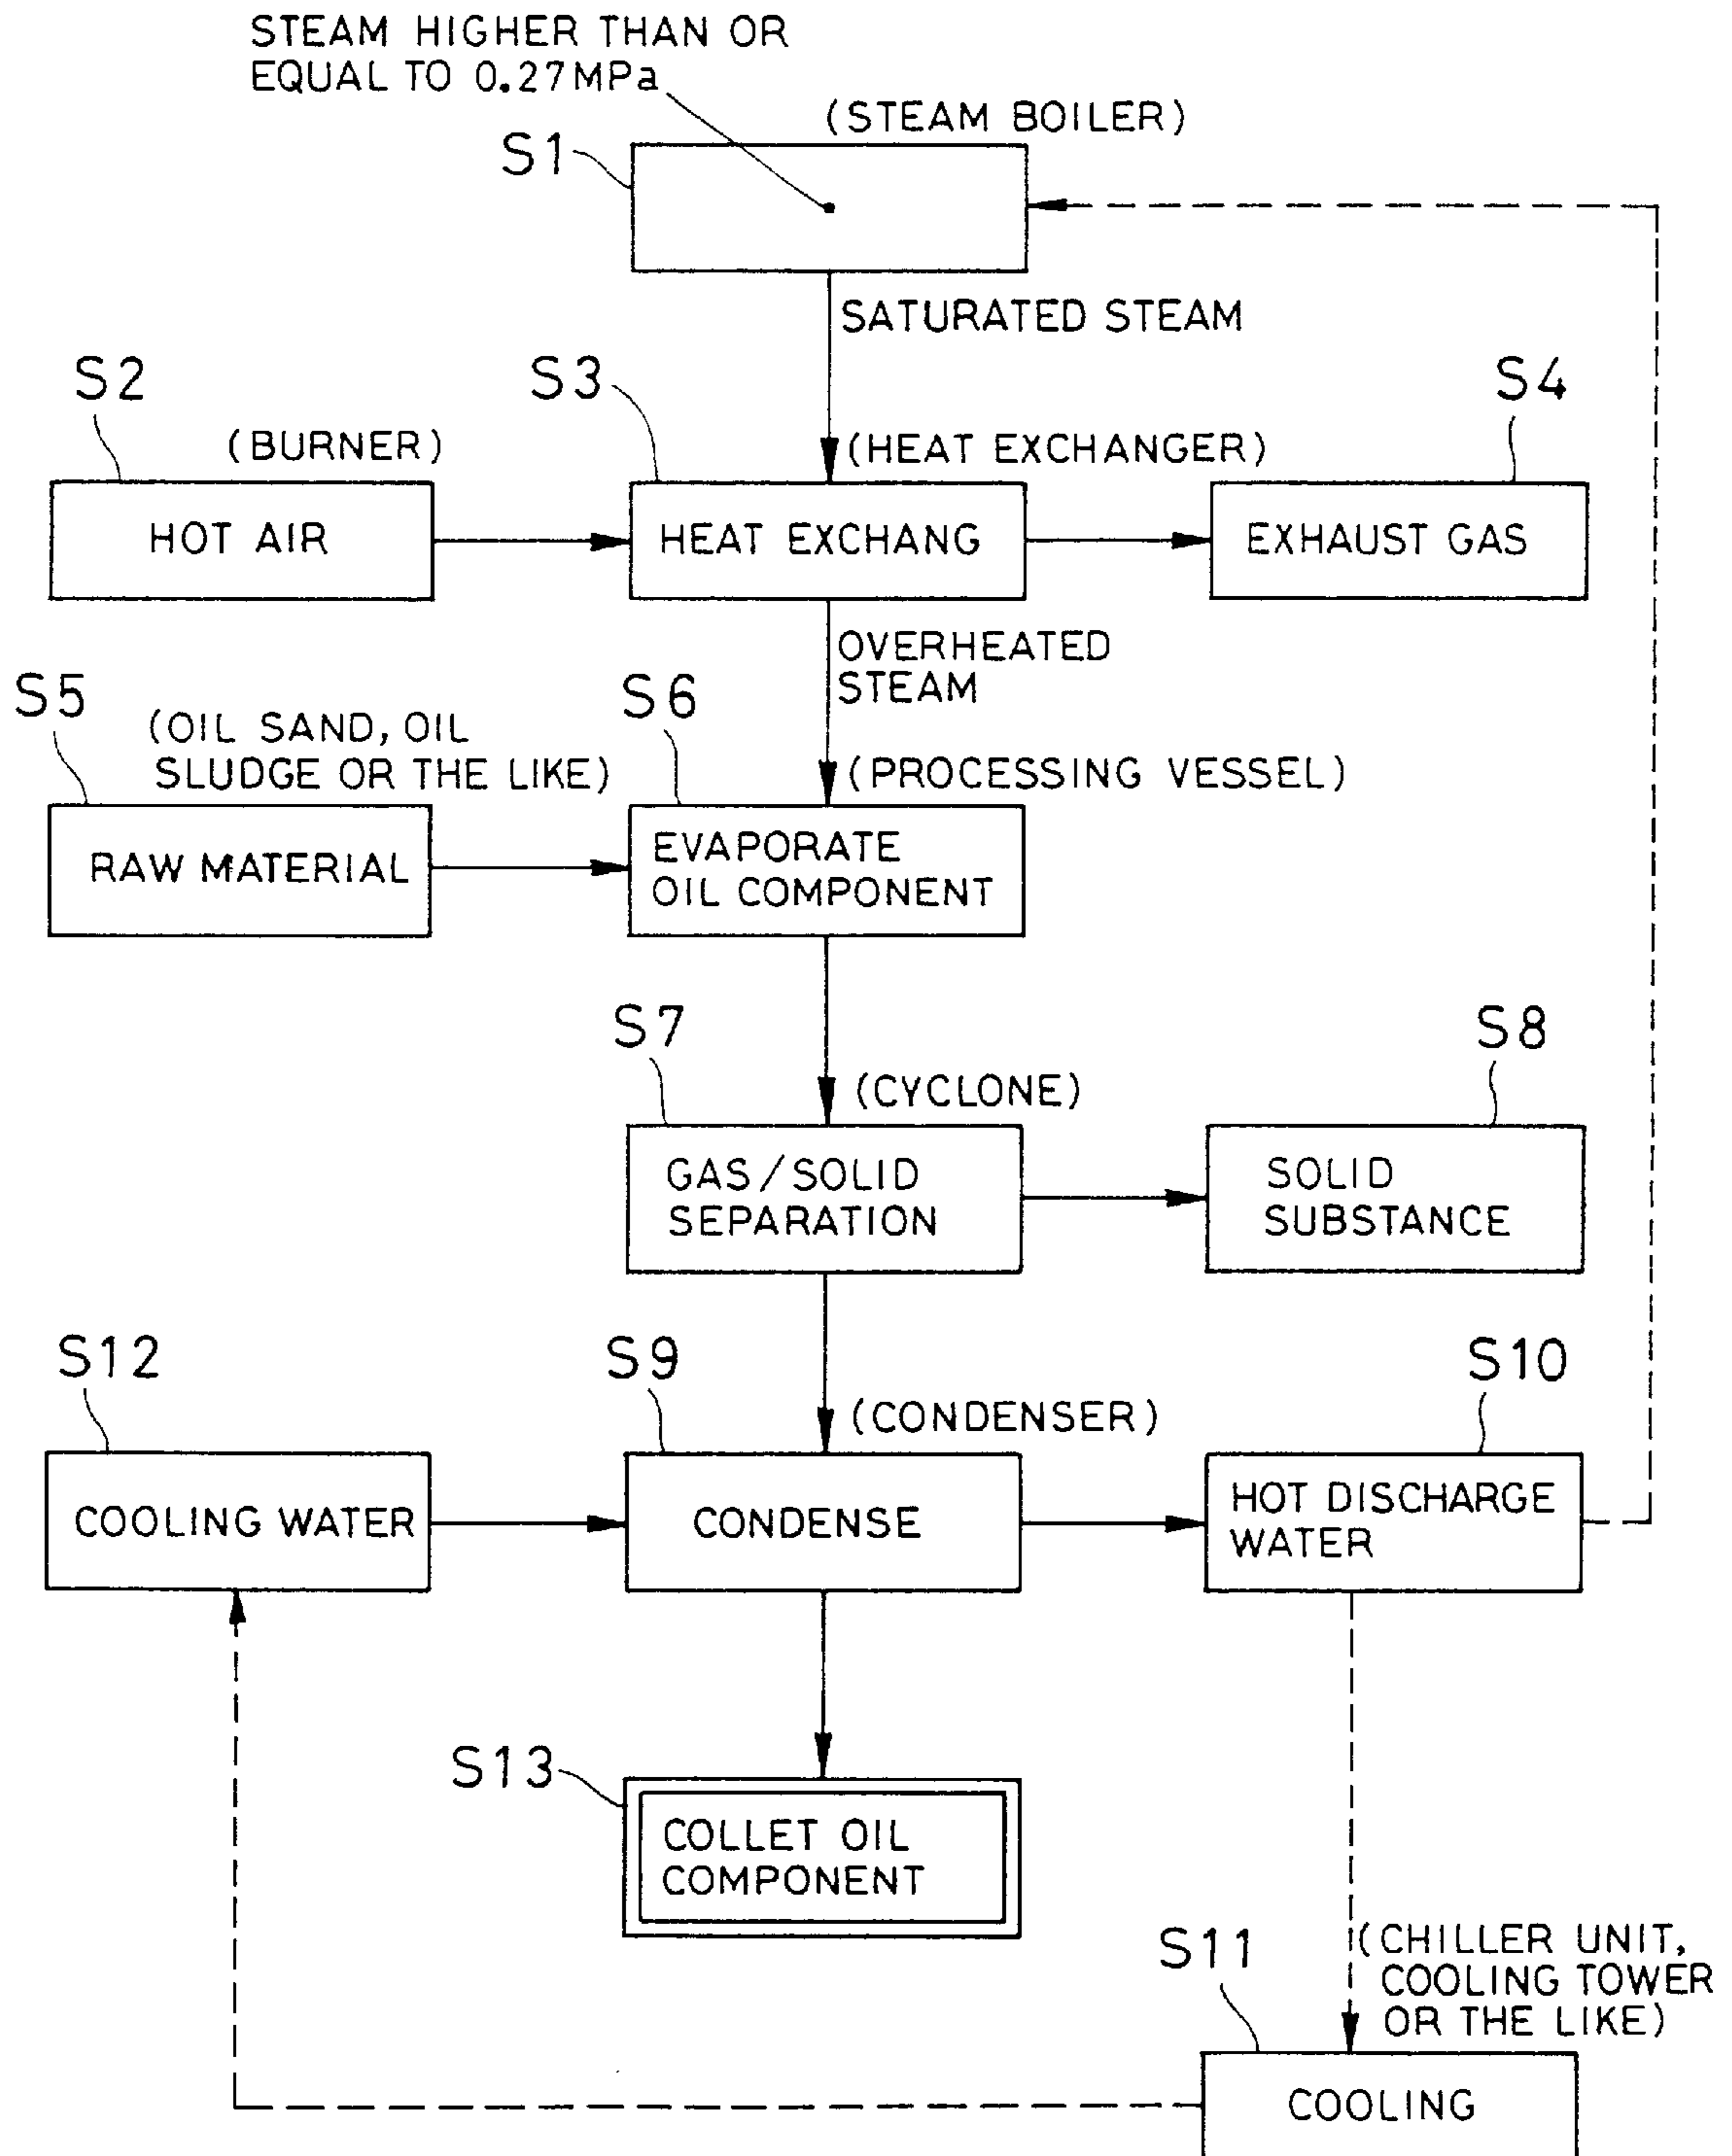 STEAM HIGHER THAN OR
EQUAL TO 0.27MPa
(STEAM BOILER)
S1
SATURATED STEAM
S2
S3
S4
(BURNER)
(HEAT EXCHANGER)
HOT AIR
HEAT EXCHANG
EXHAUST GAS
OVERHEATED
STEAM
S5
S6
(OIL SAND, OIL
SLUDGE OR THE LIKE)
(PROCESSING VESSEL)
RAW MATERIAL
EVAPORATE
OIL COMPONENT
S7
S8
(CYCLONE)
GAS/SOLID
SEPARATION
SOLID
SUBSTANCE
S12
S9
S10
(CONDENSER)
COOLING WATER
CONDENSE
HOT DISCHARGE
WATER
S13
COLLET OIL
COMPONENT
S11
(CHILLER UNIT,
COOLING TOWER
OR THE LIKE)
COOLING